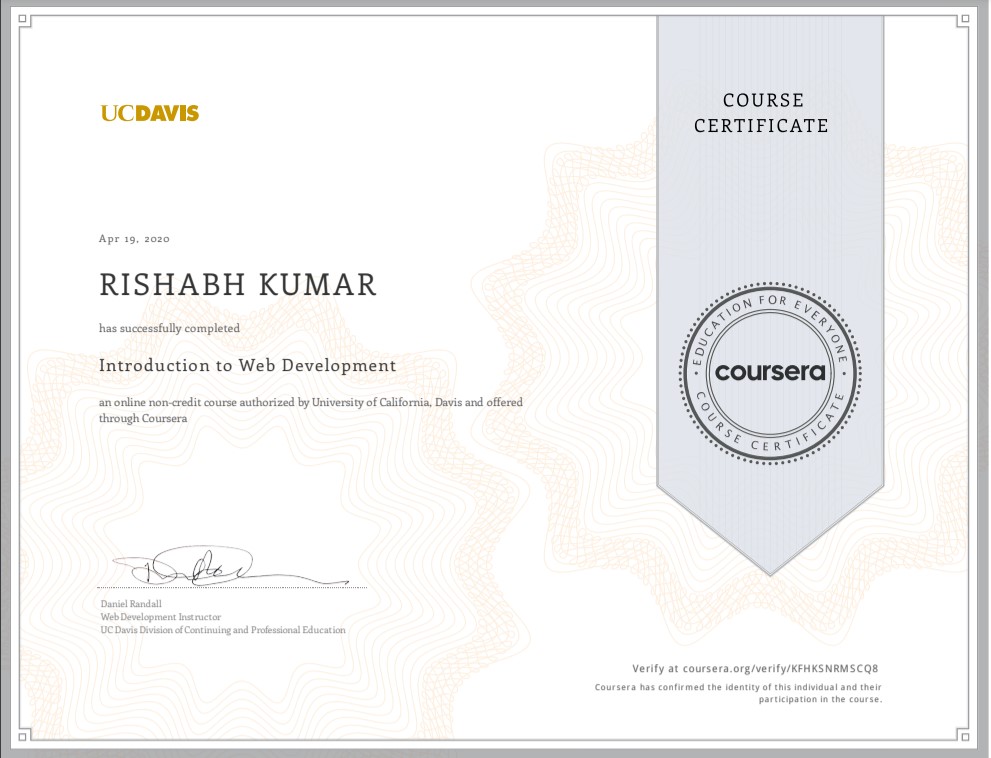 UCDAVIS
COURSE
CERTIFICATE
Apr 19, 2020
RISHABH KUMAR
has successfully completed
Introduction to Web Development
an online non-credit course authorized by University of California, Davis and offered
through Coursera
EDUCATION FOR EVERYONE
coursera
COURSE CERTIFICATE
Daniel Randall
Web Development Instructor
UC Davis Division of Continuing and Professional Education
Verify at coursera.org/verify/KFHKSNRMSCQ8
Coursera has confirmed the identity of this individual and their
participation in the course.